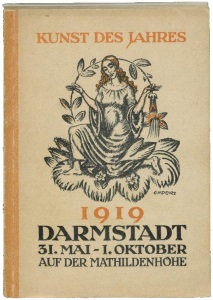 KUNST DES JAHRES
1919
DARMSTADT
31. MAI - 1. OKTOBER
AUF DER MATHILDENHÖHE